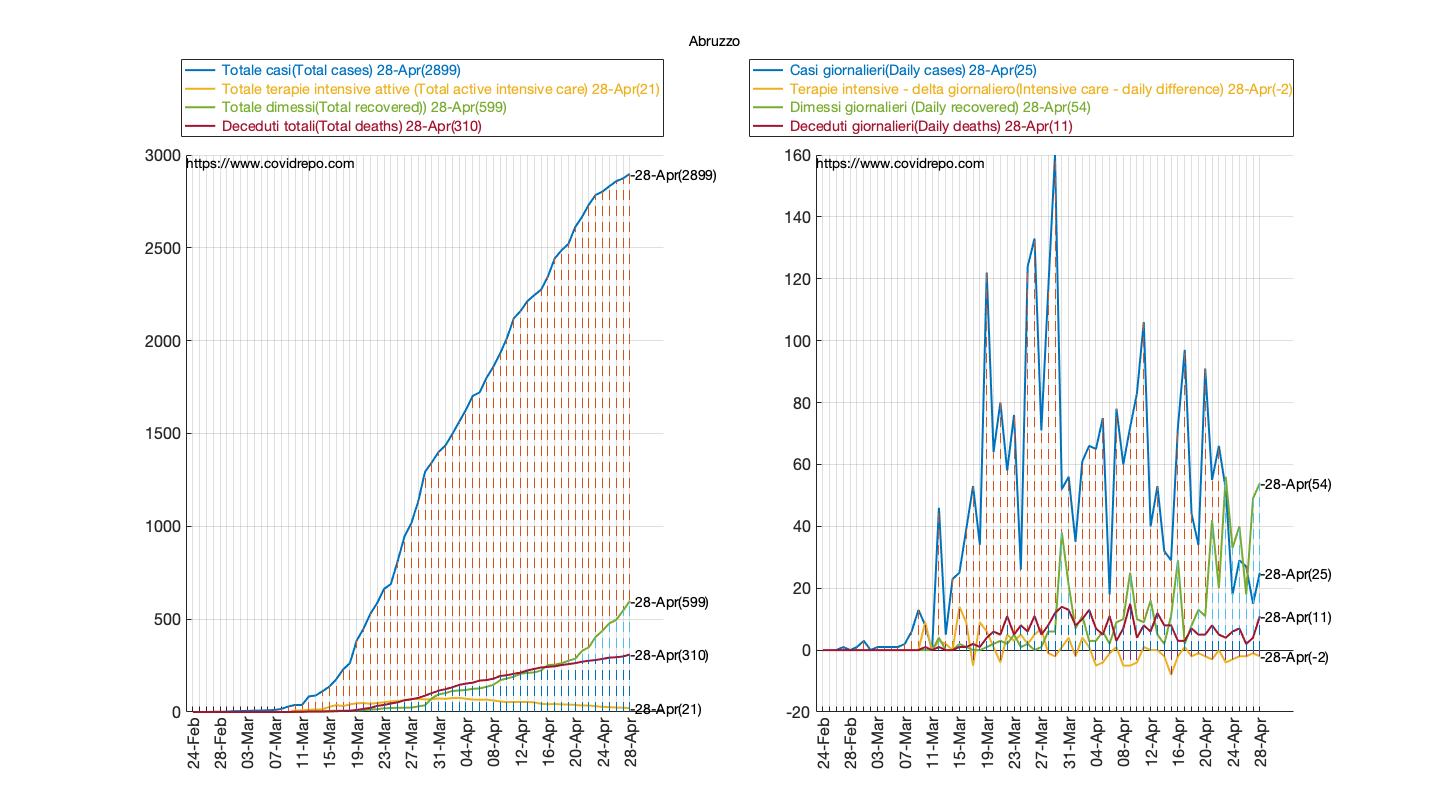 Abruzzo
Totale casi(Total cases) 28-Apr(2899)
Totale terapie intensive attive (Total active intensive care) 28-Apr(21)
Totale dimessi(Total recovered)) 28-Apr(599)
Deceduti totali(Total deaths) 28-Apr(310)
https://www.covidrepo.com
3000
2500
2000
1500
1000
500
0
-28-Apr(2899)
-28-Apr(599)
-28-Apr(310)
-28-Apr(21)
24-Feb
28-Feb
03-Mar
07-Mar
11-Mar
15-Mar
19-Mar
23-Mar
27-Mar
31-Mar
04-Apr
08-Apr
12-Apr
16-Apr
20-Apr
24-Apr
28-Apr
Casi giornalieri(Daily cases) 28-Apr(25)
Terapie intensive - delta giornaliero(Intensive care - daily difference) 28-Apr(-2)
Dimessi giornalieri (Daily recovered) 28-Apr(54)
Deceduti giornalieri(Daily deaths) 28-Apr(11)
https://www.covidrepo.com
160
140
120
100
80
60
40
20
0
-20
-28-Apr(54)
-28-Apr(25)
-28-Apr(11)
-28-Apr(-2)
24-Feb
28-Feb
03-Mar
07-Mar
11-Mar
15-Mar
19-Mar
23-Mar
27-Mar
31-Mar
04-Apr
08-Apr
12-Apr
16-Apr
20-Apr
24-Apr
28-Apr